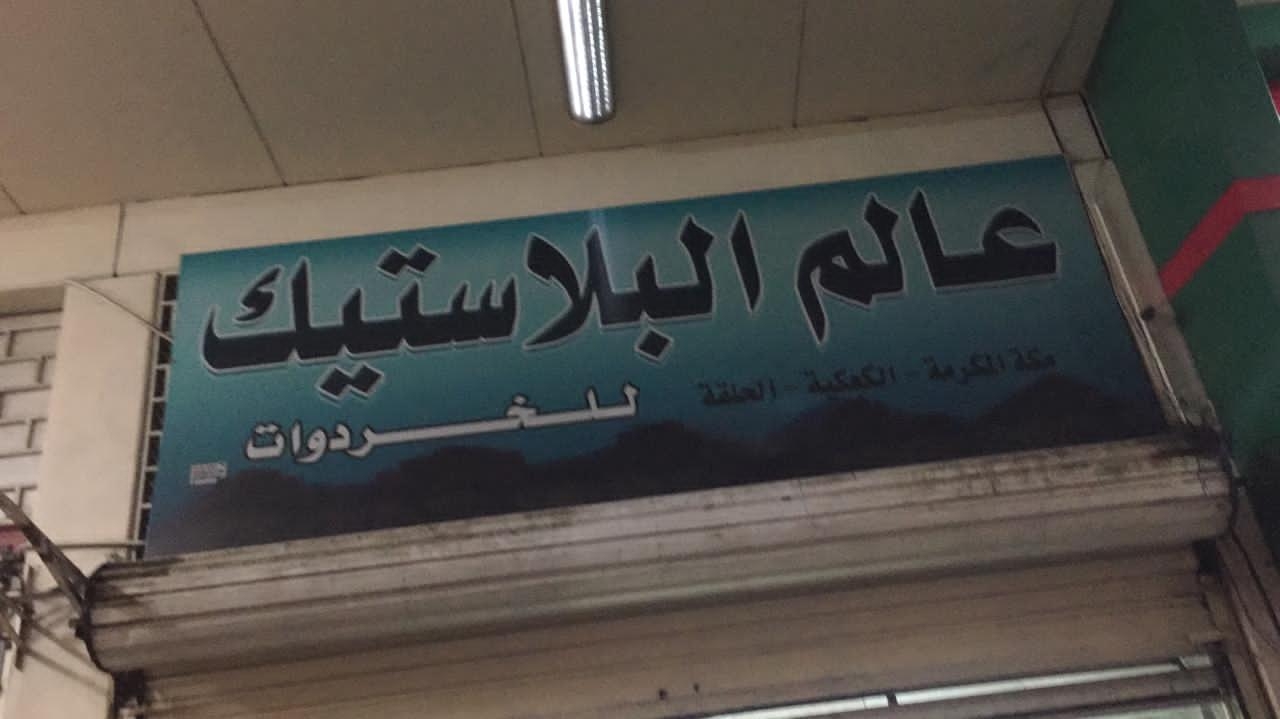 عالم البلاستيك
مكة المكرمة - الكعكية - الحلقة
للخردوات